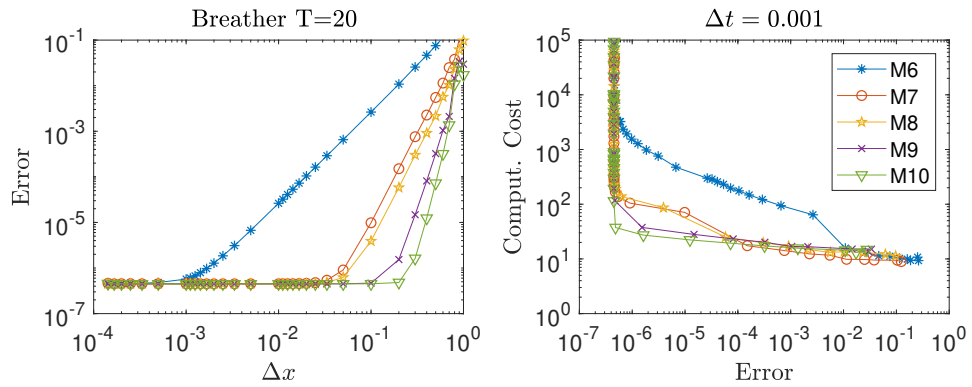 Breather T=20
Error
10^-1
10^-3
10^-5
10^-7
10^-4 10^-3 10^-2 10^-1 10^0
Δx
Δt = 0.001
Comput. Cost
10^5
10^4
10^3
10^2
10^1
10^0
M6
M7
M8
M9
M10
10^-7 10^-6 10^-5 10^-4 10^-3 10^-2 10^-1 10^0
Error